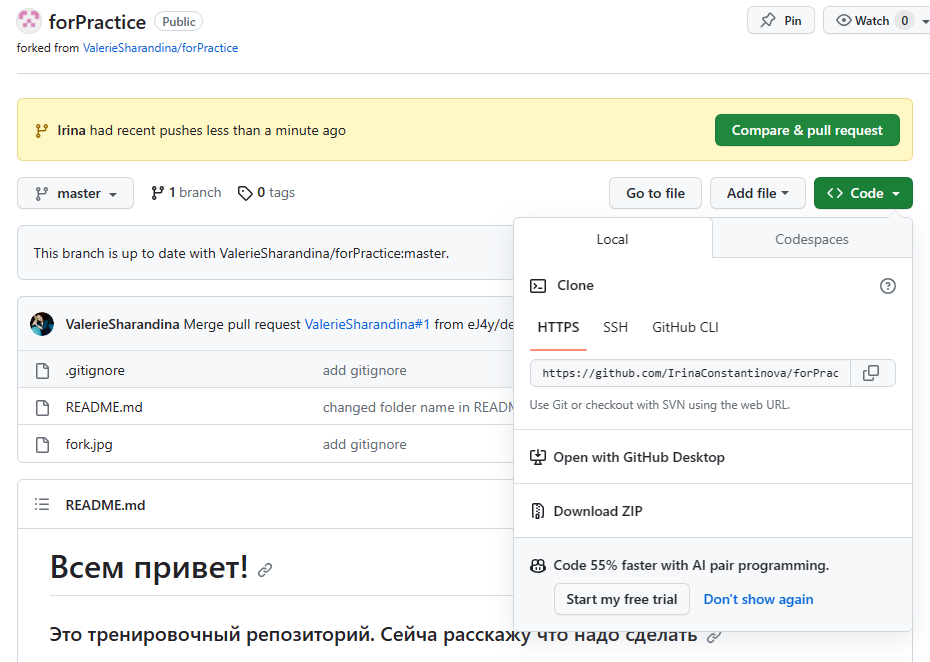 forPractice Public Pin Watch 0
forked from ValerieSharandina/forPractice
Irina had recent pushes less than a minute ago Compare & pull request
master 1 branch 0 tags Go to file Add file Code
This branch is up to date with ValerieSharandina/forPractice:master.
Local Codespaces
Clone
HTTPS SSH GitHub CLI
https://github.com/IrinaConstantinova/forPrac
Use Git or checkout with SVN using the web URL.
Open with GitHub Desktop
Download ZIP
Code 55% faster with AI pair programming.
Start my free trial Don't show again
ValerieSharandina Merge pull request ValerieSharandina#1 from eJ4y/de
.gitignore add gitignore
README.md changed folder name in READM
fork.jpg add gitignore
README.md
Всем привет!
Это тренировочный репозиторий. Сейча расскажу что надо сделать